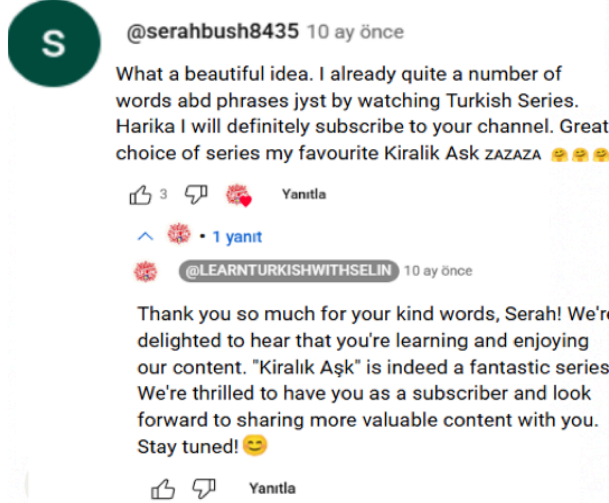 S
@serahbush8435 10 ay önce
What a beautiful idea. I already quite a number of
words abd phrases jyst by watching Turkish Series.
Harika I will definitely subscribe to your channel. Great
choice of series my favourite Kiralik Ask ZAZAZA 🤗🤗🤗
3 Yanıtla
• 1 yanıt
@LEARNTURKISHWITHSELIN 10 ay önce
Thank you so much for your kind words, Serah! We're
delighted to hear that you're learning and enjoying
our content. "Kiralık Aşk" is indeed a fantastic series
We're thrilled to have you as a subscriber and look
forward to sharing more valuable content with you.
Stay tuned! 😊
Yanıtla